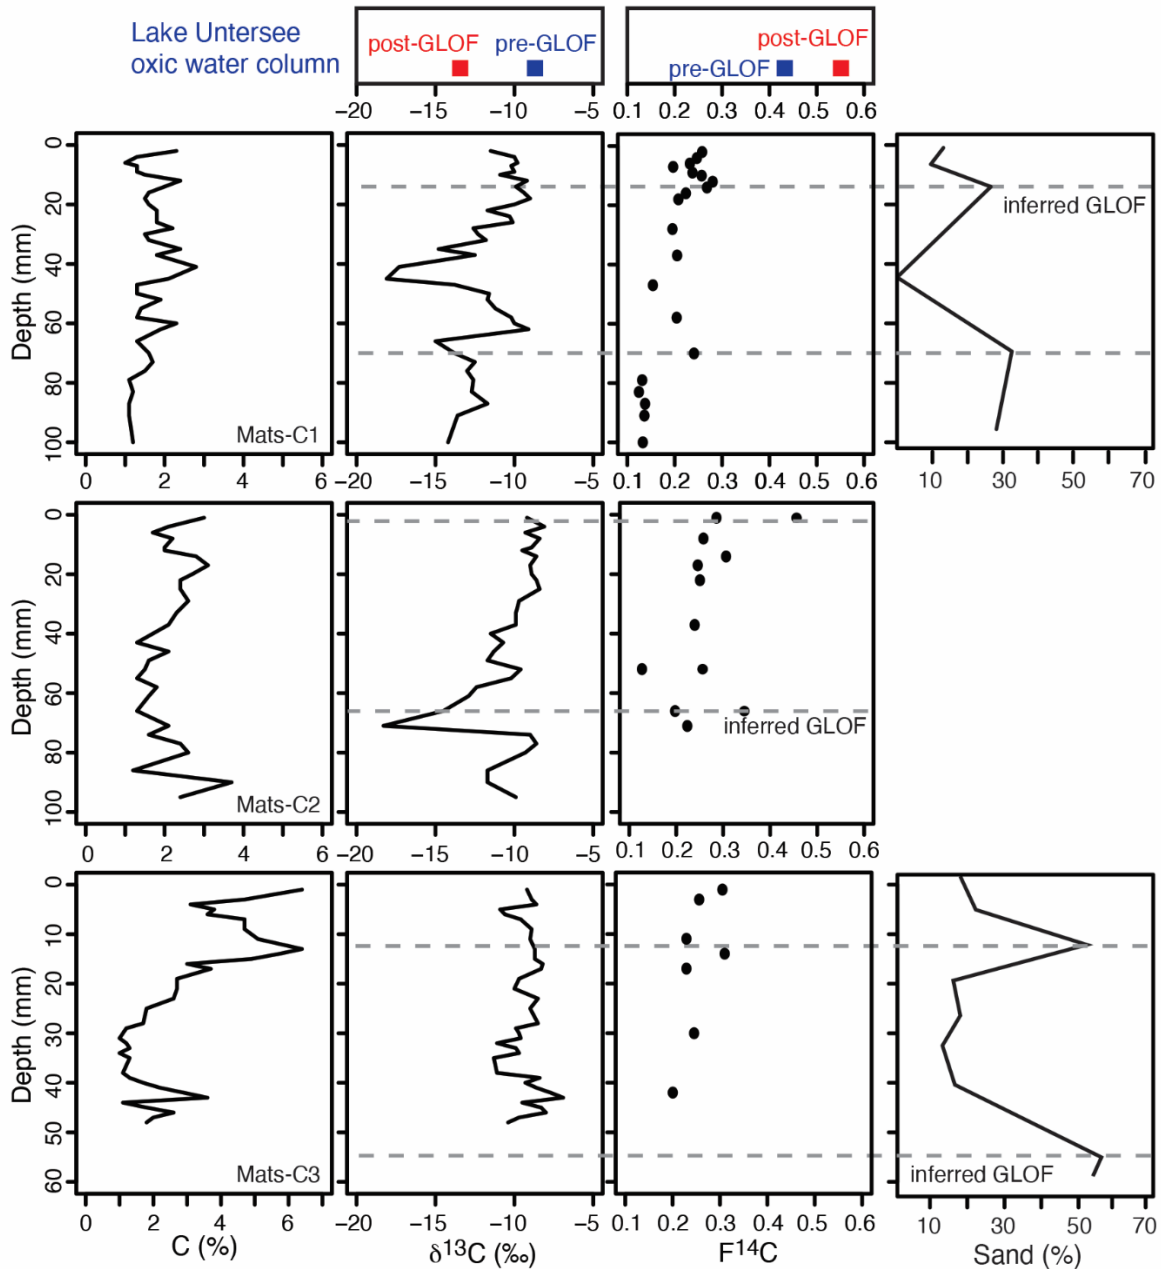 Lake Untersee
oxic water column
post-GLOF pre-GLOF
post-GLOF
pre-GLOF
−20 −15 −10 −5
0.1 0.2 0.3 0.4 0.5 0.6
Depth (mm)
0 20 40 60 80 100
Mats-C1
inferred GLOF
0 2 4 6
−20 −15 −10 −5
0.1 0.2 0.3 0.4 0.5 0.6
10 30 50 70
Depth (mm)
0 20 40 60 80 100
Mats-C2
inferred GLOF
0 2 4 6
−20 −15 −10 −5
0.1 0.2 0.3 0.4 0.5 0.6
Depth (mm)
0 10 20 30 40 50 60
Mats-C3
inferred GLOF
0 2 4 6
−20 −15 −10 −5
0.1 0.2 0.3 0.4 0.5 0.6
10 30 50 70
C (%)
δ¹³C (‰)
F¹⁴C
Sand (%)